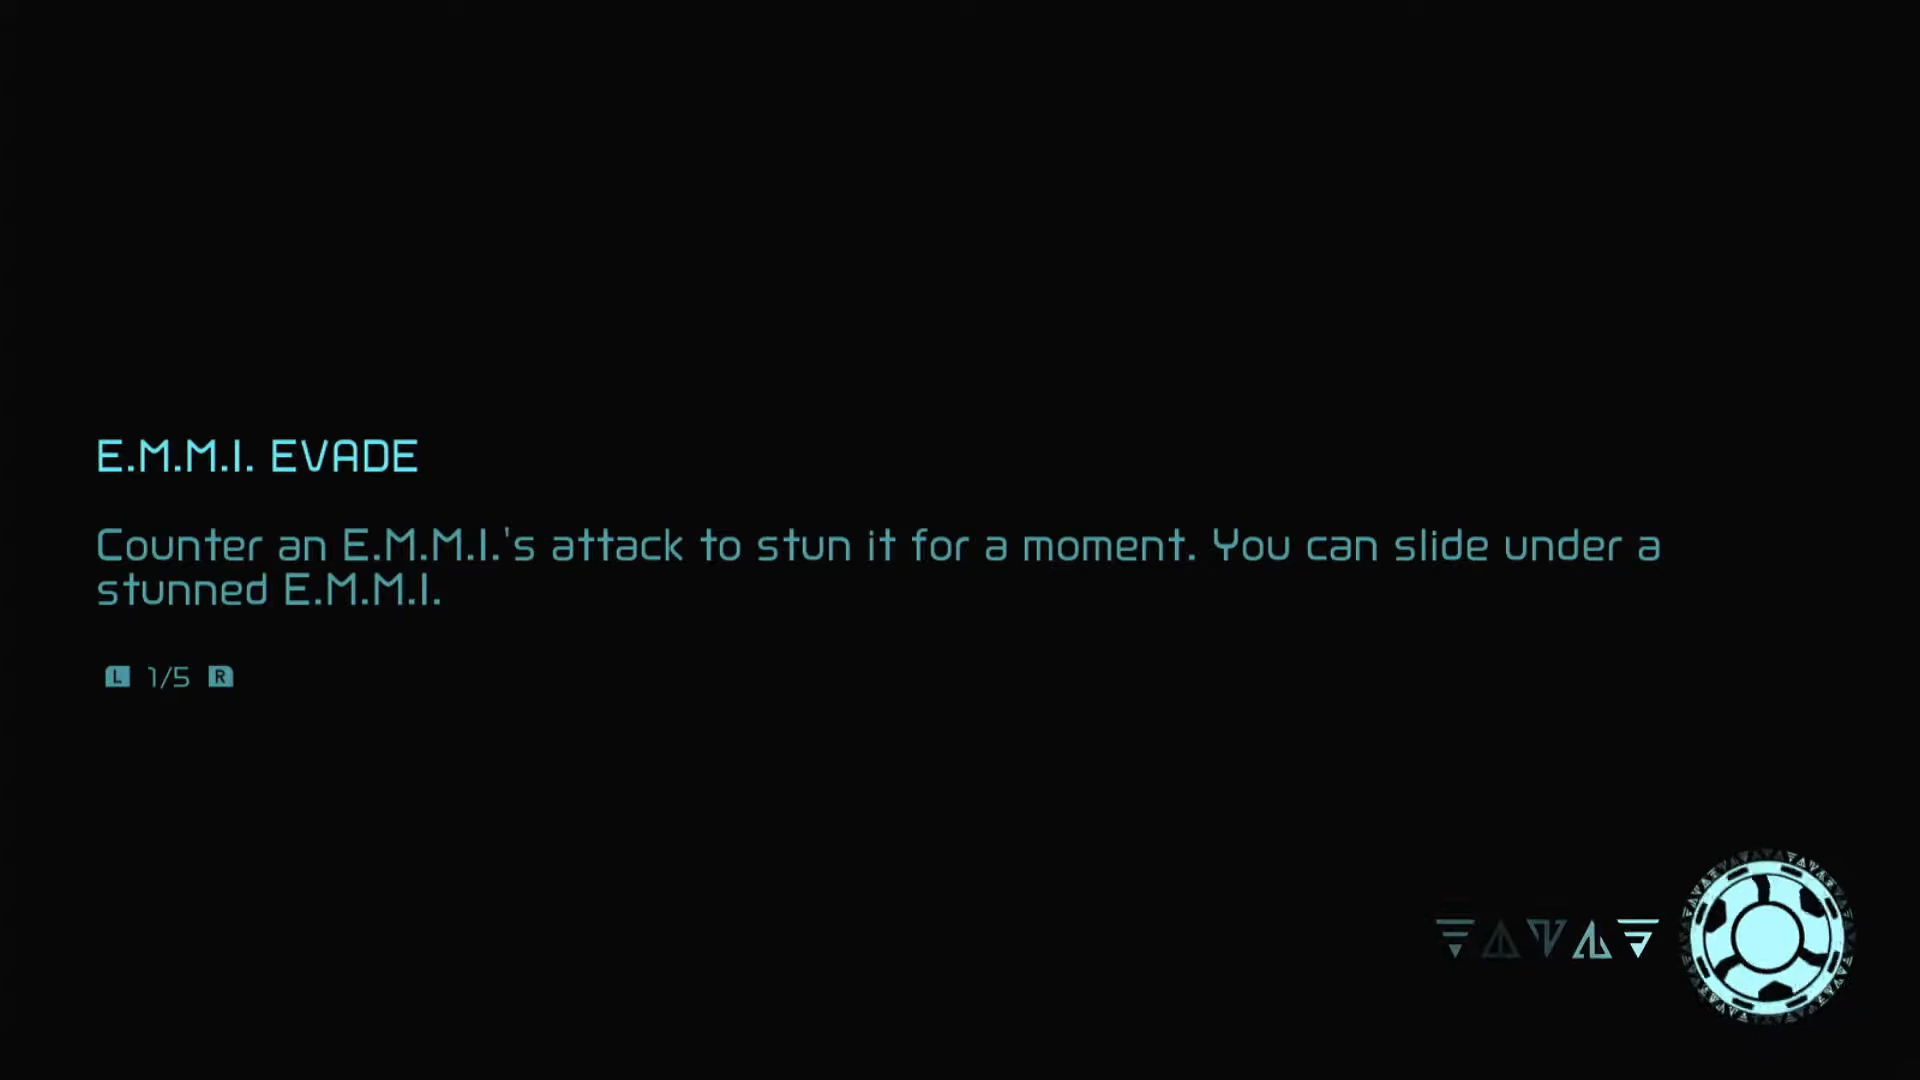 E.M.M.I. EVADE
Counter an E.M.M.I.'s attack to stun it for a moment. You can slide under a
stunned E.M.M.I.
L 1/5 R